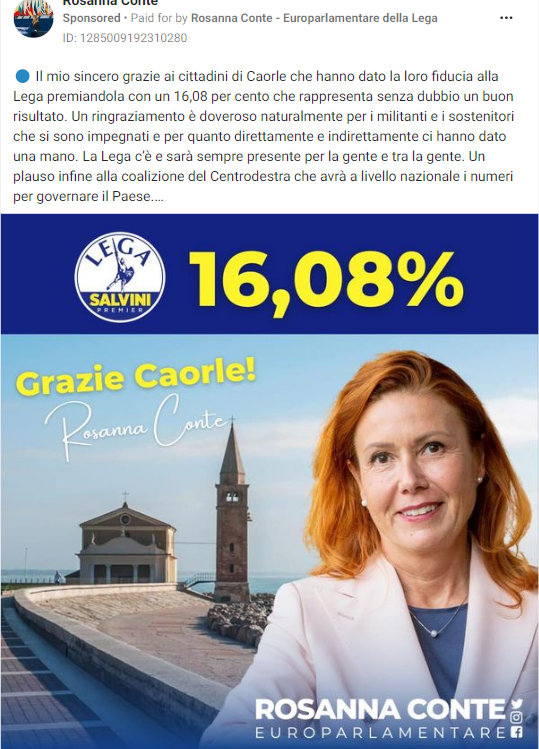 Rosanna Conte
Sponsored • Paid for by Rosanna Conte - Europarlamentare della Lega
ID: 1285009192310280
Il mio sincero grazie ai cittadini di Caorle che hanno dato la loro fiducia alla
Lega premiandola con un 16,08 per cento che rappresenta senza dubbio un buon
risultato. Un ringraziamento è doveroso naturalmente per i militanti e i sostenitori
che si sono impegnati e per quanto direttamente e indirettamente ci hanno dato
una mano. La Lega c'è e sarà sempre presente per la gente e tra la gente. Un
plauso infine alla coalizione del Centrodestra che avrà a livello nazionale i numeri
per governare il Paese....
LEGA
SALVINI
PREMIER
16,08%
Grazie Caorle!
Rosanna Conte
ROSANNA CONTE
EUROPARLAMENTARE